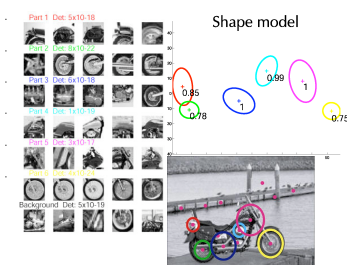 Part 1 Det: 5x10-18
Part 2 Det: 8x10-22
Part 3 Det: 6x10-18
Part 4 Det: 1x10-19
Part 5 Det: 3x10-17
Background Det: 5x10-19
Shape model
0.85
0.78
1
0.99
1
0.75